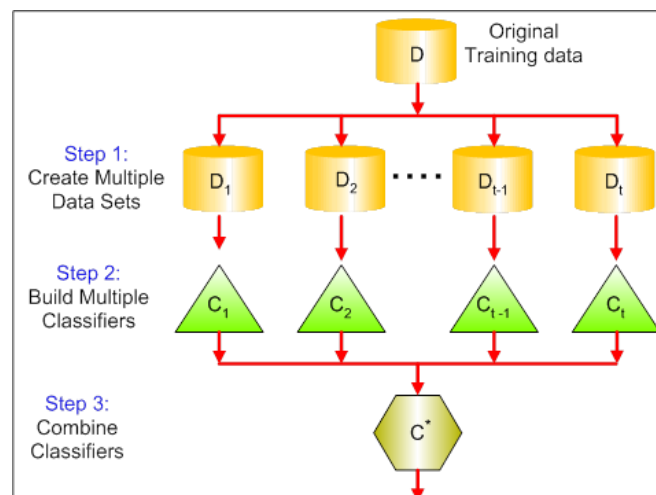 D
Original
Training data
Step 1:
Create Multiple
Data Sets
D1
D2
....
Dt-1
Dt
Step 2:
Build Multiple
Classifiers
C1
C2
Ct-1
Ct
Step 3:
Combine
Classifiers
C*